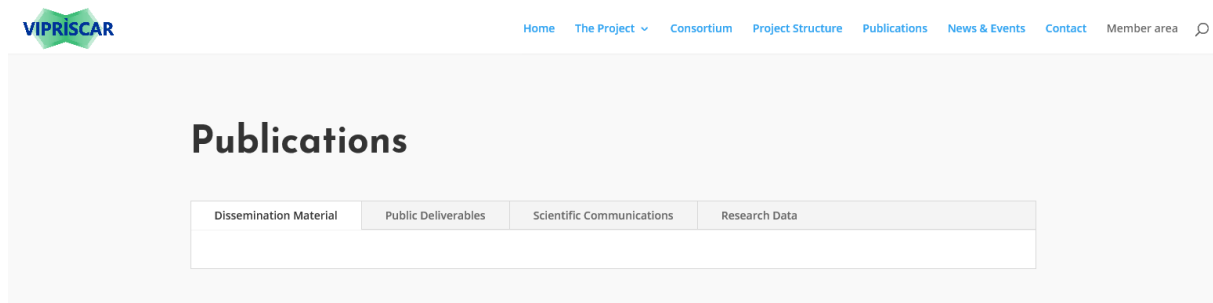 VIPRISCAR
Home The Project Consortium Project Structure Publications News & Events Contact Member area
Publications
Dissemination Material Public Deliverables Scientific Communications Research Data